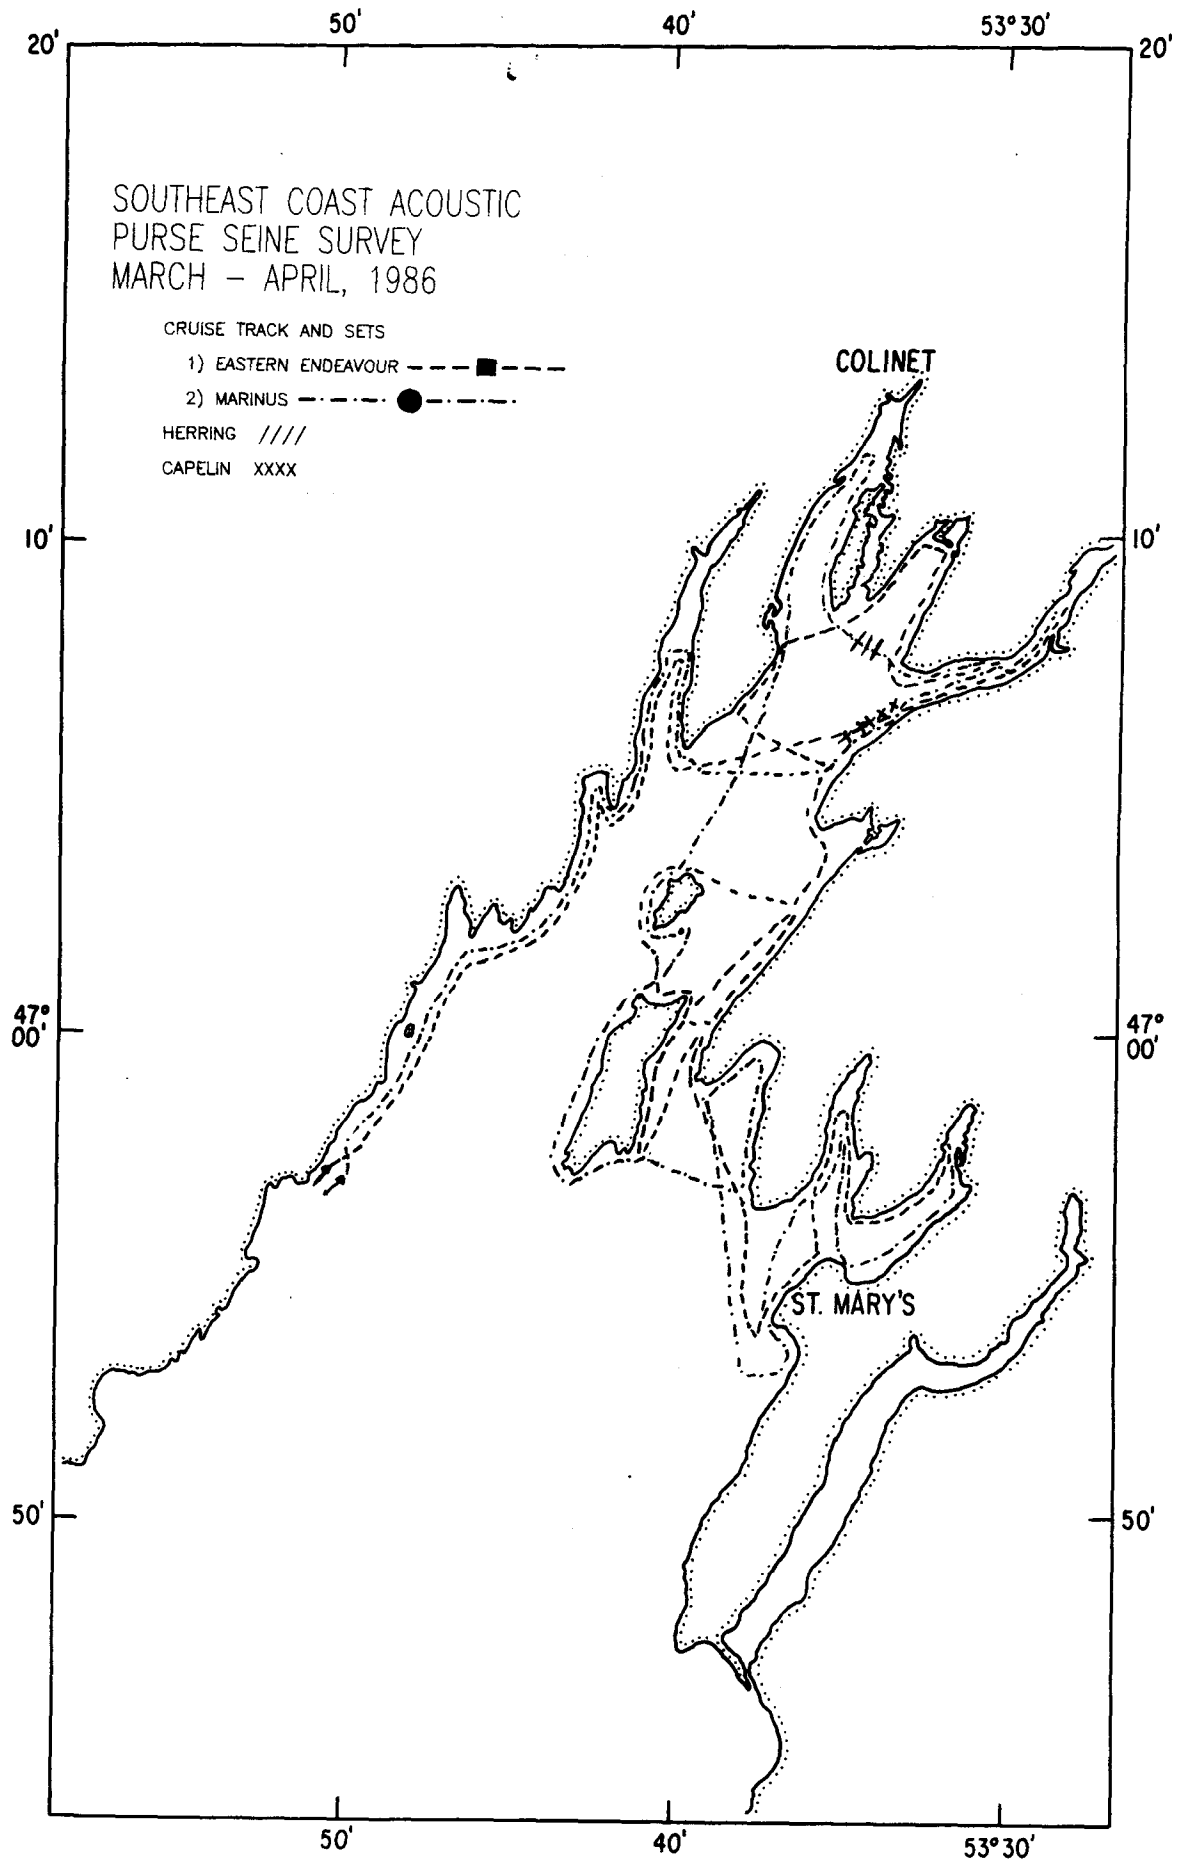 50' 40' 53°30'
20' 20'
SOUTHEAST COAST ACOUSTIC
PURSE SEINE SURVEY
MARCH – APRIL, 1986
CRUISE TRACK AND SETS
1) EASTERN ENDEAVOUR
2) MARINUS
HERRING ////
CAPELIN XXXX
COLINET
10' 10'
47° 47°
00' 00'
ST. MARY'S
50' 50'
50' 40' 53°30'